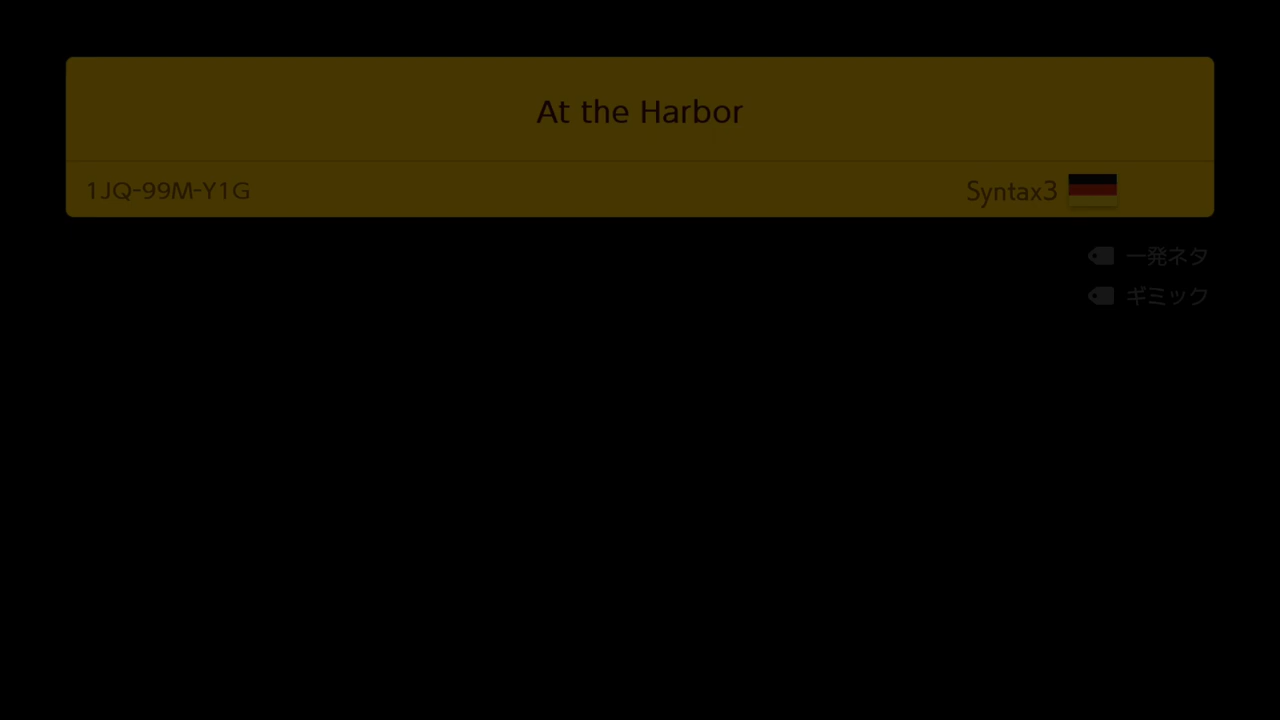 At the Harbor
1JQ-99M-Y1G
Syntax3
一発ネタ
ギミック